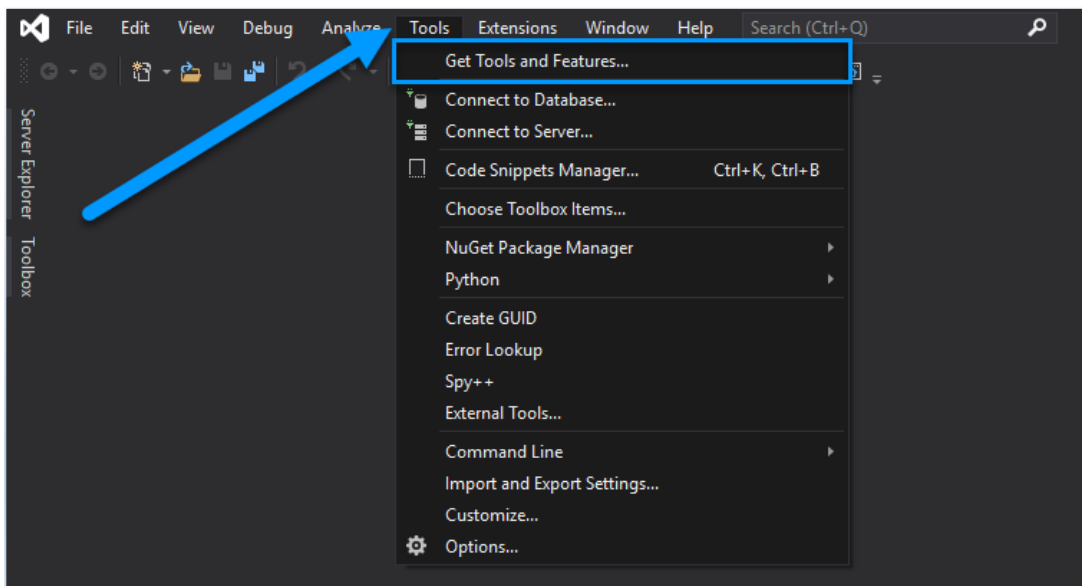 File Edit View Debug Analyze Tools Extensions Window Help Search (Ctrl+Q)
Get Tools and Features...
Connect to Database...
Connect to Server...
Code Snippets Manager... Ctrl+K, Ctrl+B
Choose Toolbox Items...
NuGet Package Manager
Python
Create GUID
Error Lookup
Spy++
External Tools...
Command Line
Import and Export Settings...
Customize...
Options...
Server Explorer
Toolbox